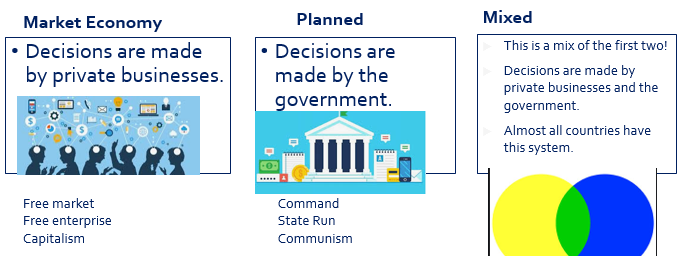 Market Economy
• Decisions are made
by private businesses.
Free market
Free enterprise
Capitalism
Planned
• Decisions are
made by the
government.
Command
State Run
Communism
Mixed
This is a mix of the first two!
Decisions are made by
private businesses and the
government.
Almost all countries have
this system.